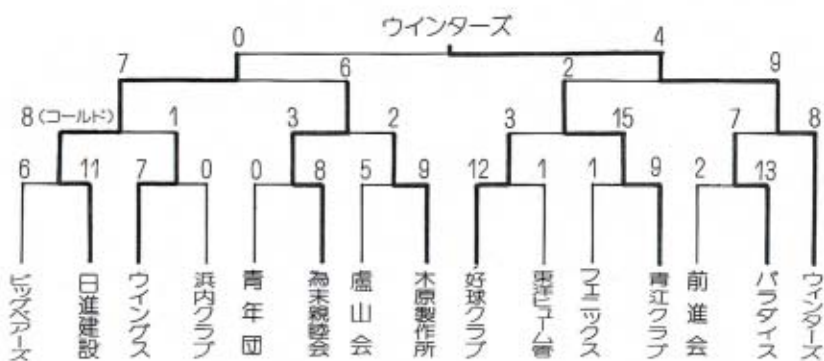 ウインターズ
0
4
7
6
2
9
8(コールド)
1
3
2
3
15
7
8
6
11
7
0
0
8
5
9
12
1
1
9
2
13
ビッグベアーズ
日進建設
ウイングス
浜内クラブ
青年団
為末親睦会
盧山会
木原製作所
好球クラブ
東洋ヒューム管
フェニックス
青江クラブ
前進会
パラダイス
ウィンターズ